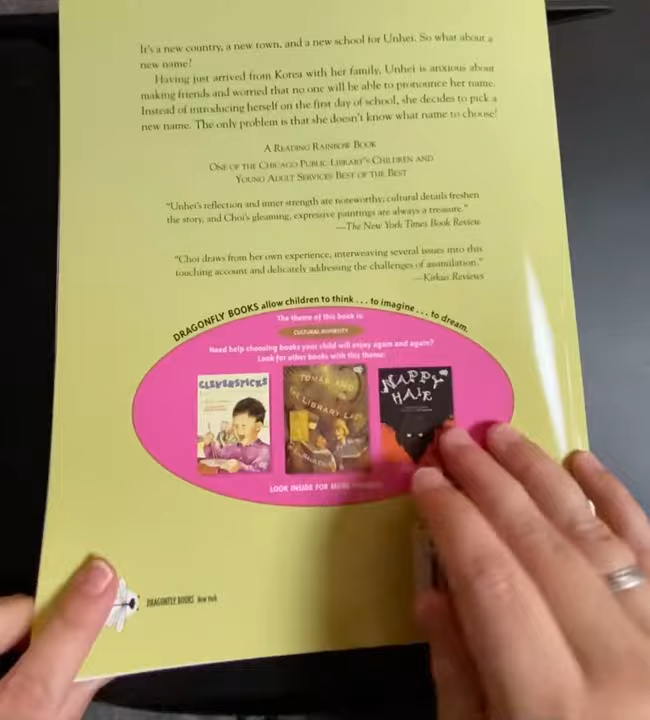 It's a new country, a new town, and a new school for Unhei. So what about a
new name?
Having just arrived from Korea with her family, Unhei is anxious about
making friends and worried that no one will be able to pronounce her name.
Instead of introducing herself on the first day of school, she decides to pick a
new name. The only problem is that she doesn't know what name to choose!
A READING RAINBOW BOOK
ONE OF THE CHICAGO PUBLIC LIBRARY'S CHILDREN AND
YOUNG ADULT SERVICES BEST OF THE BEST
"Unhei's reflection and inner strength are noteworthy; cultural details freshen
the story, and Choi's gleaming, expressive paintings are always a treasure."
—The New York Times Book Review
"Choi draws from her own experience, interweaving several issues into this
touching account and delicately addressing the challenges of assimilation."
—Kirkus Reviews
DRAGONFLY BOOKS allow children to think . . . to imagine . . . to dream.
The theme of this book is:
CULTURAL DIVERSITY
Need help choosing books your child will enjoy again and again?
Look for other books with this theme:
CLEVERSTICKS
TOMÁS AND
THE LIBRARY LADY
NAPPY
HAIR
LOOK INSIDE FOR MORE
DRAGONFLY BOOKS New York